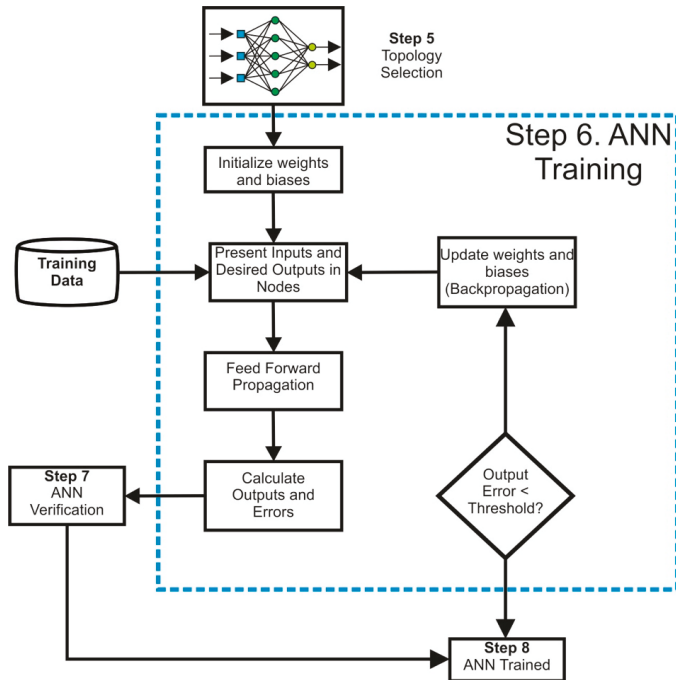 Step 5
Topology
Selection
Step 6. ANN
Training
Initialize weights
and biases
Training
Data
Present Inputs and
Desired Outputs in
Nodes
Update weights and
biases
(Backpropagation)
Feed Forward
Propagation
Step 7
ANN
Verification
Calculate
Outputs and
Errors
Output
Error <
Threshold?
Step 8
ANN Trained